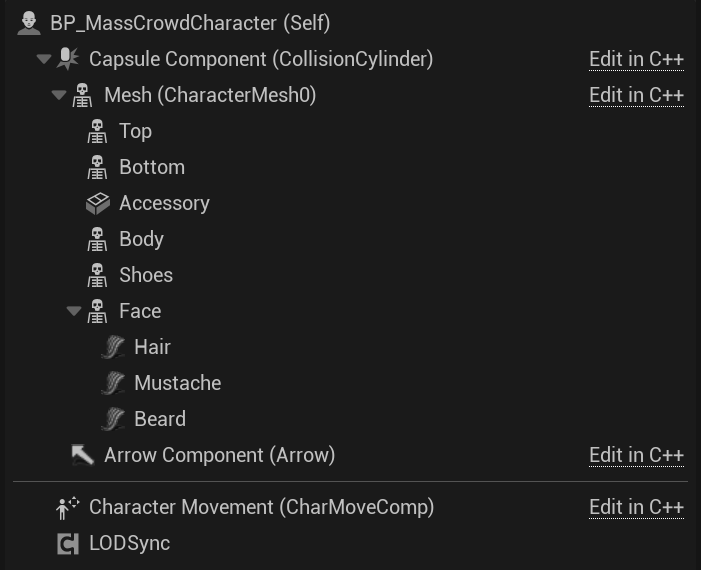 BP_MassCrowdCharacter (Self)
Capsule Component (CollisionCylinder) Edit in C++
Mesh (CharacterMesh0) Edit in C++
Top
Bottom
Accessory
Body
Shoes
Face
Hair
Mustache
Beard
Arrow Component (Arrow) Edit in C++
Character Movement (CharMoveComp) Edit in C++
LODSync